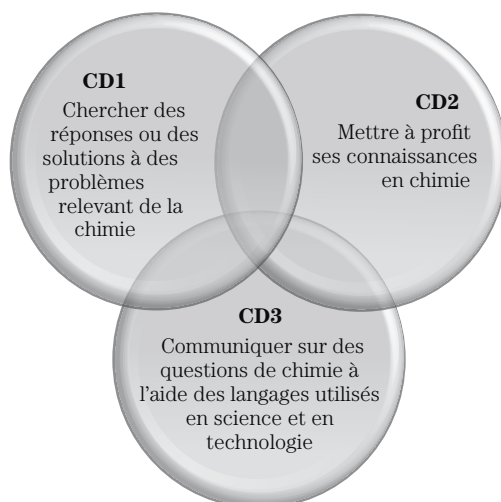 CD1
Chercher des
réponses ou des
solutions à des
problèmes
relevant de la
chimie
CD2
Mettre à profit
ses connaissances
en chimie
CD3
Communiquer sur des
questions de chimie à
l'aide des langages utilisés
en science et en
technologie